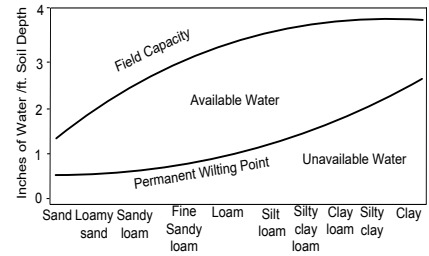 Inches of Water /ft. Soil Depth
4
3
2
1
0
Field Capacity
Available Water
Permanent Wilting Point
Unavailable Water
Sand
Loamy
sand
Sandy
loam
Fine
Sandy
loam
Loam
Silt
loam
Silty
clay
loam
Clay
loam
Silty
clay
Clay